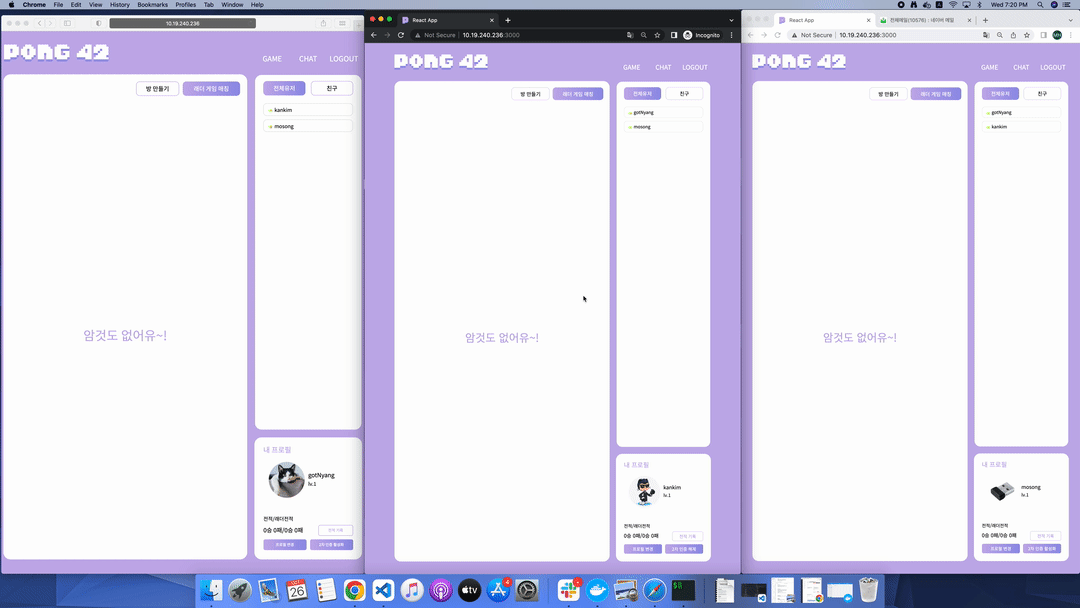 Chrome File Edit View History Bookmarks Profiles Tab Window Help
Wed 7:20 PM
10.19.240.236
PONG 42
GAME CHAT LOGOUT
방 만들기 래더 게임 매칭
전체유저 친구
kankim
mosong
암것도 없어유~!
내 프로필
gotNyang
lv.1
전적/래더전적
0승 0패/0승 0패
전적 기록
프로필 변경 2차 인증 활성화
React App
Not Secure 10.19.240.236:3000
Incognito
PONG 42
GAME CHAT LOGOUT
방 만들기 래더 게임 매칭
전체유저 친구
gotNyang
mosong
암것도 없어유~!
내 프로필
kankim
lv.1
전적/래더전적
0승 0패/0승 0패
전적 기록
프로필 변경 2차 인증 해제
React App
전체메일(10578) : 네이버 메일
Not Secure 10.19.240.236:3000
PONG 42
GAME CHAT LOGOUT
방 만들기 래더 게임 매칭
전체유저 친구
gotNyang
kankim
암것도 없어유~!
내 프로필
mosong
lv.1
전적/래더전적
0승 0패/0승 0패
전적 기록
프로필 변경 2차 인증 활성화
OCT
26
tv
4